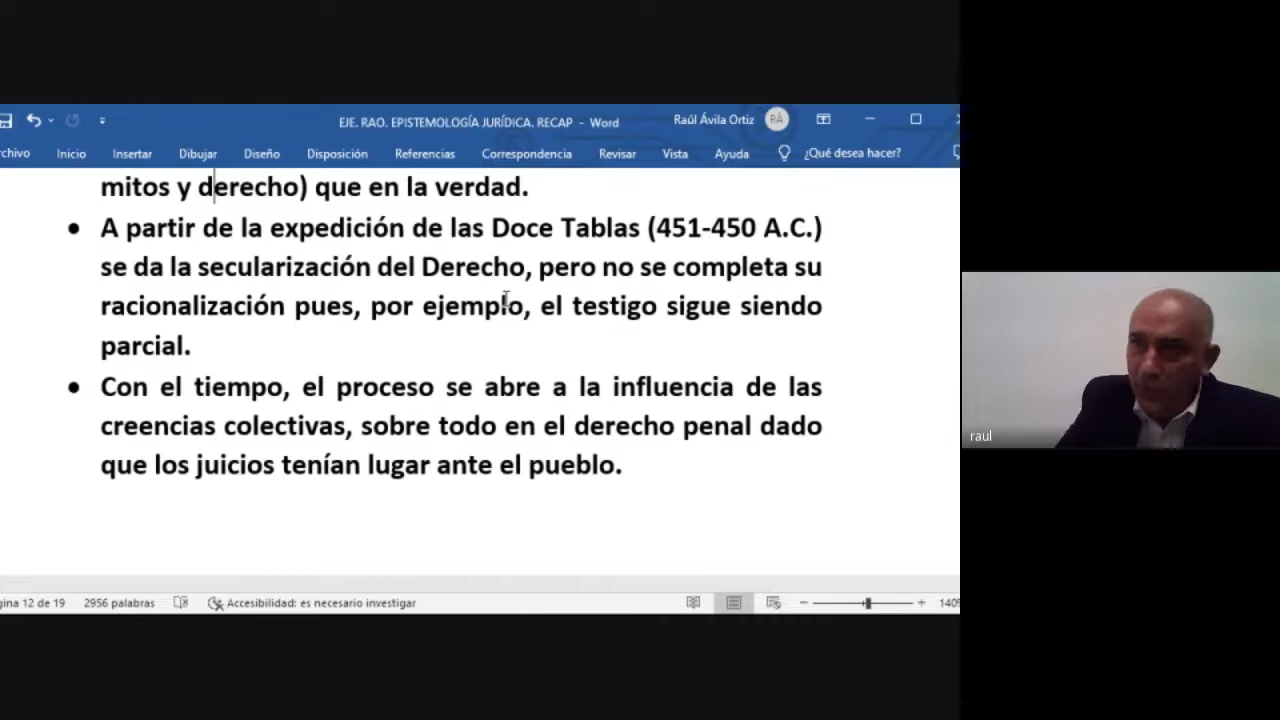 EJE. RAO. EPISTEMOLOGÍA JURÍDICA. RECAP - Word
Raúl Ávila Ortiz RÁ
rchivo Inicio Insertar Dibujar Diseño Disposición Referencias Correspondencia Revisar Vista Ayuda ¿Qué desea hacer?
mitos y derecho) que en la verdad.
• A partir de la expedición de las Doce Tablas (451-450 A.C.)
se da la secularización del Derecho, pero no se completa su
racionalización pues, por ejemplo, el testigo sigue siendo
parcial.
• Con el tiempo, el proceso se abre a la influencia de las
creencias colectivas, sobre todo en el derecho penal dado
que los juicios tenían lugar ante el pueblo.
raul
gina 12 de 19 2956 palabras Accesibilidad: es necesario investigar 140%